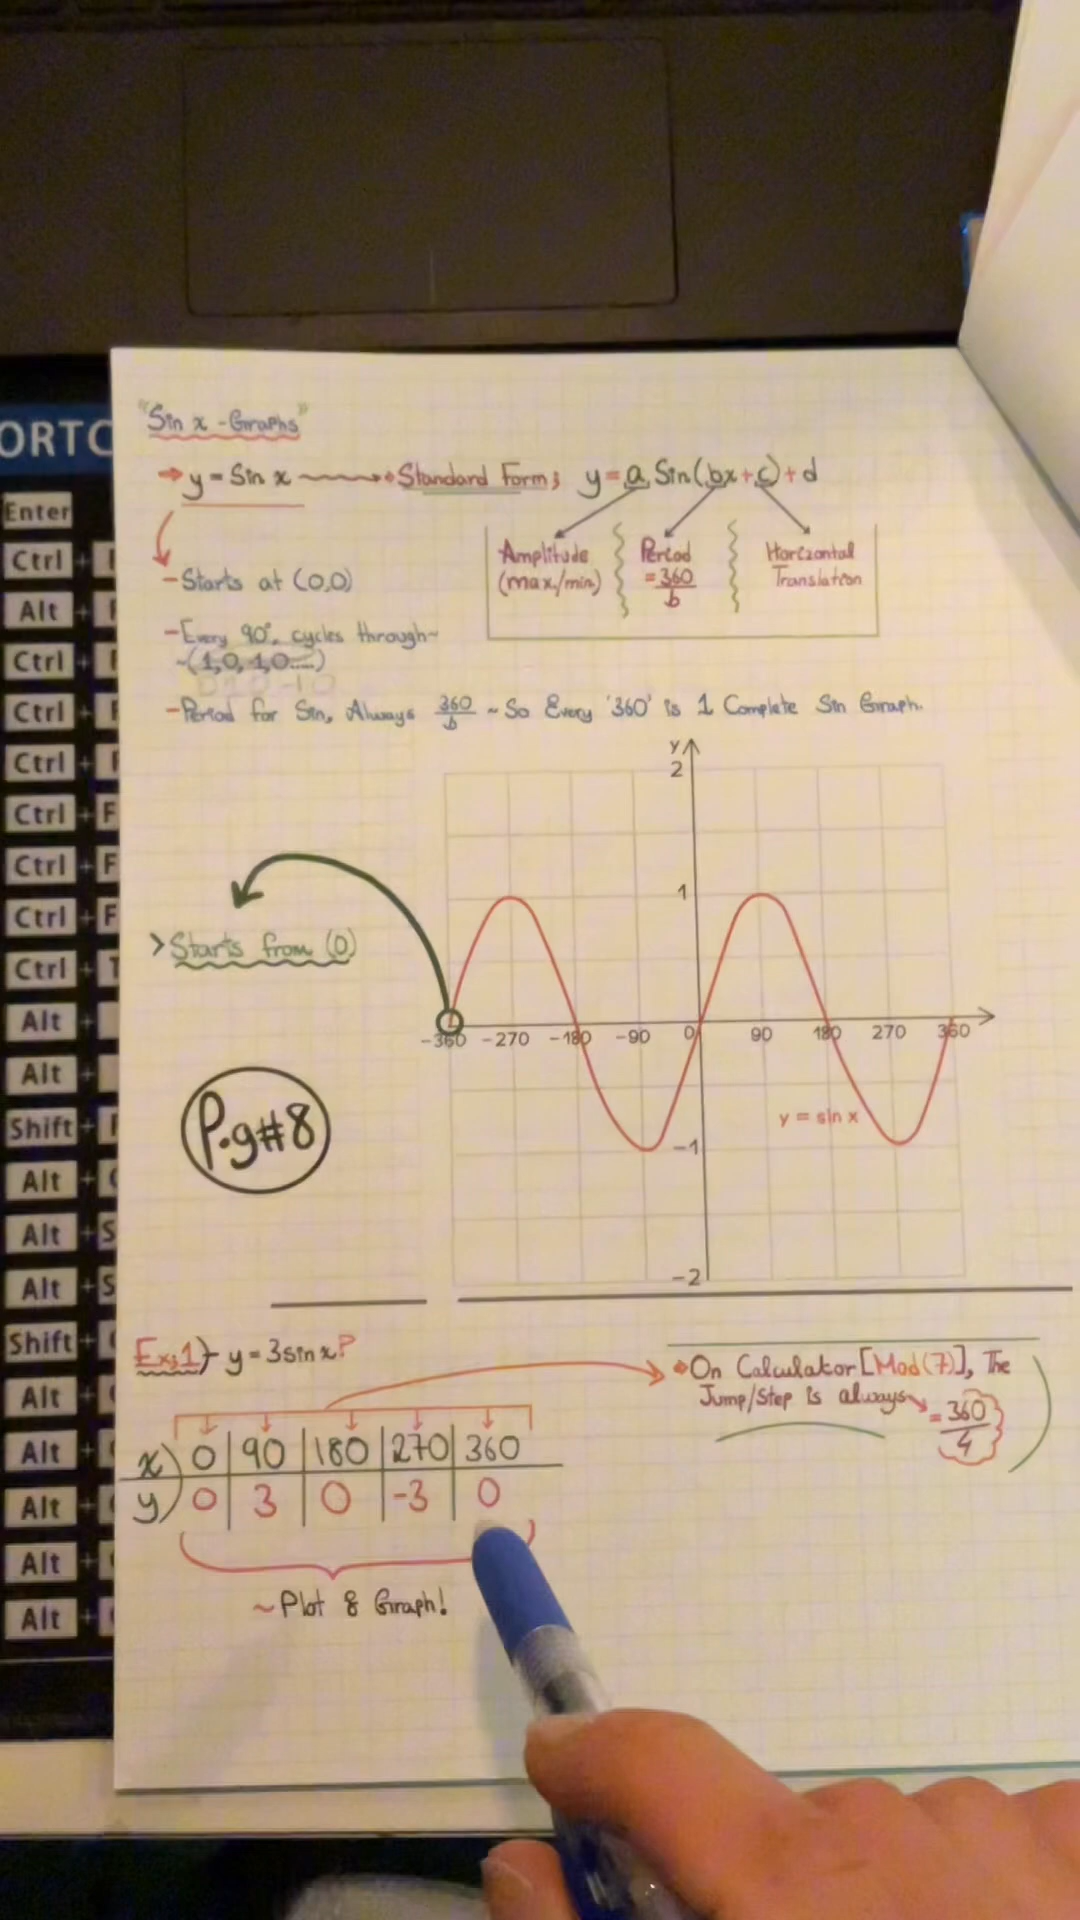 "Sin x - Graphs"
→ y = Sin x → Standard Form; y = a Sin(bx+c)+d
Amplitude (max./min)
Period = 360/b
Horizontal Translation
- Starts at (0,0)
- Every 90°, cycles through~
~(1,0,1,0......)
- Period for Sin, Always 360/b ~ So Every '360' is 1 Complete Sin Graph.
y
2
1
> Starts from (0)
-360 -270 -180 -90 0 90 180 270 360
P.g#8
y = sin x
-1
-2
Ex;1) y = 3sin x?
On Calculator [Mod(7)], The
Jump/Step is always = 360/4
x) 0 | 90 | 180 | 270 | 360
y) 0 | 3 | 0 | -3 | 0
~ Plot & Graph!
ORTC
Enter
Ctrl +
Alt +
Ctrl +
Ctrl +
Ctrl +
Ctrl + F
Ctrl + F
Ctrl + F
Ctrl + T
Alt +
Alt +
Shift +
Alt +
Alt + S
Alt + S
Shift +
Alt +
Alt +
Alt +
Alt +
Alt +